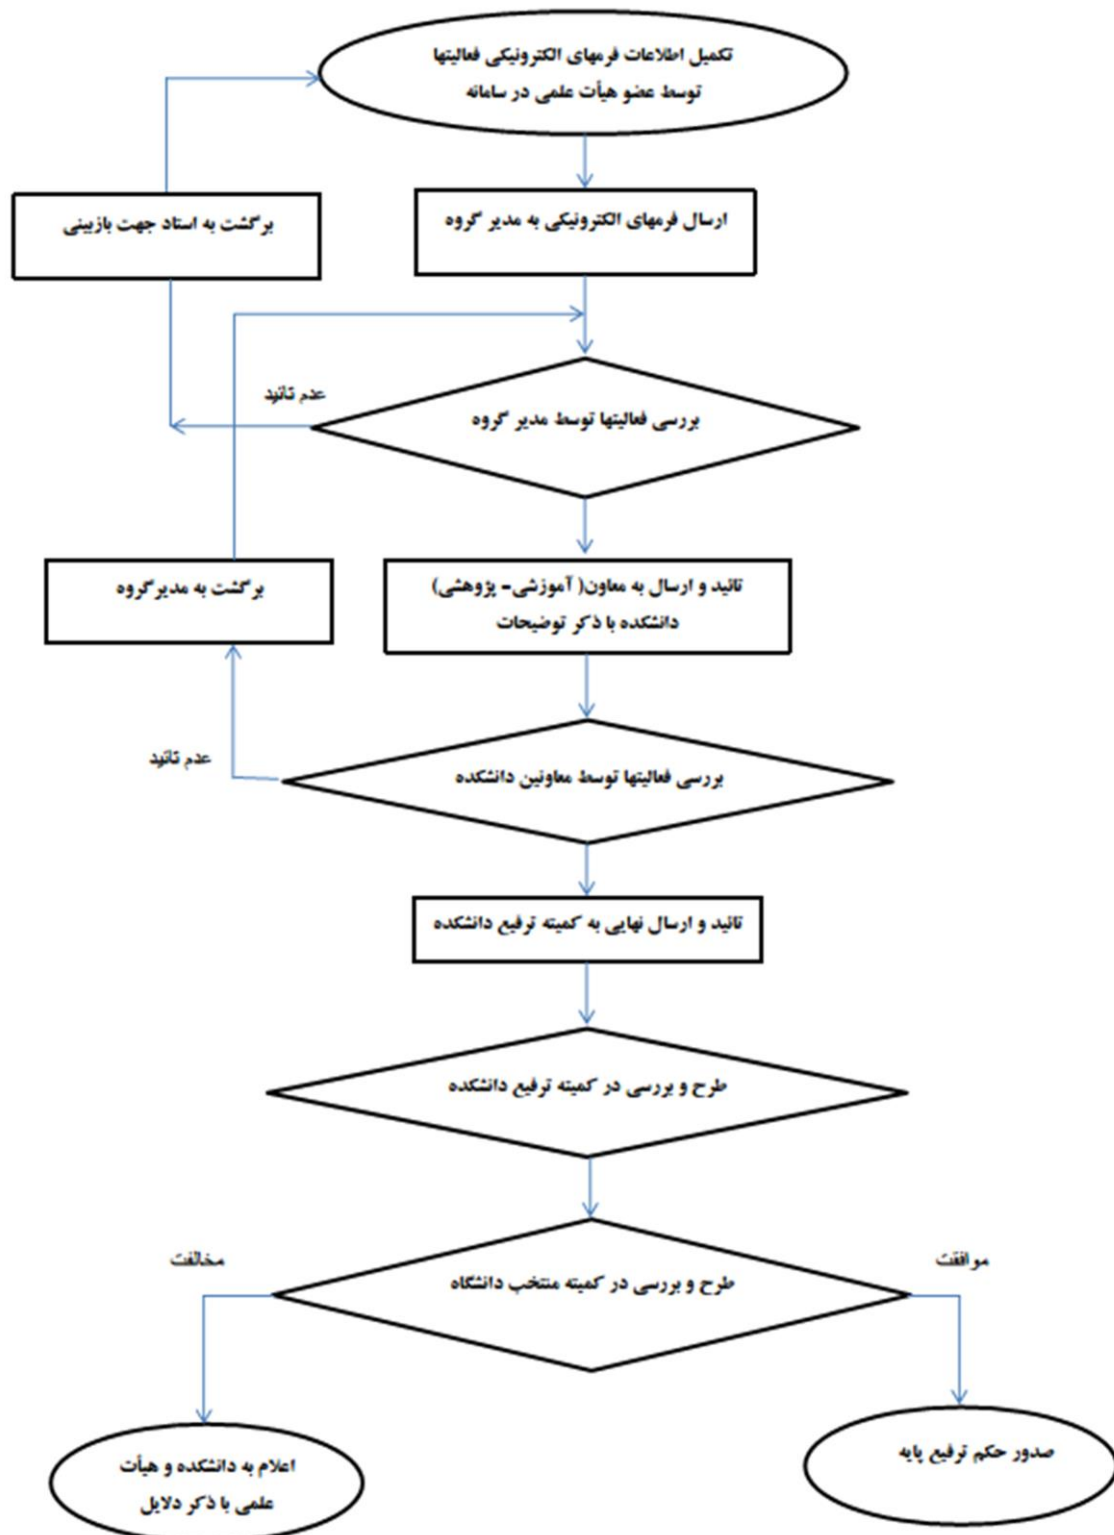 تکمیل اطلاعات فرمهای الکترونیکی فعالیتها
توسط عضو هیأت علمی در سامانه
ارسال فرمهای الکترونیکی به مدیر گروه
برگشت به استاد جهت بازبینی
عدم تائید
بررسی فعالیتها توسط مدیر گروه
تائید و ارسال به معاون( آموزشی- پژوهشی)
دانشکده با ذکر توضیحات
برگشت به مدیرگروه
عدم تائید
بررسی فعالیتها توسط معاونین دانشکده
تائید و ارسال نهایی به کمیته ترفیع دانشکده
طرح و بررسی در کمیته ترفیع دانشکده
موافقت
مخالفت
طرح و بررسی در کمیته منتخب دانشگاه
صدور حکم ترفیع پایه
اعلام به دانشکده و هیأت
علمی با ذکر دلایل